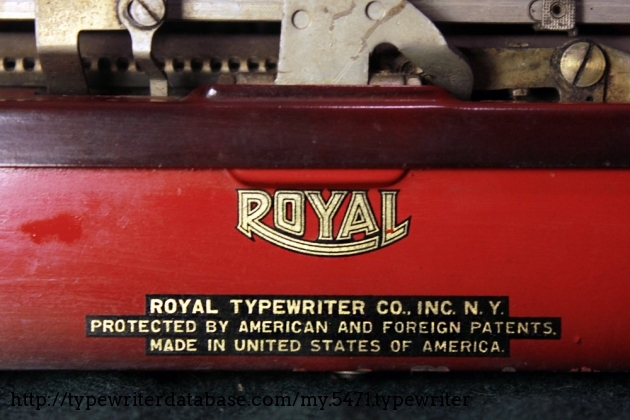 ROYAL
ROYAL TYPEWRITER CO., INC. N.Y.
PROTECTED BY AMERICAN AND FOREIGN PATENTS.
MADE IN UNITED STATES OF AMERICA.
http://typewriterdatabase.com/my.5471.typewriter